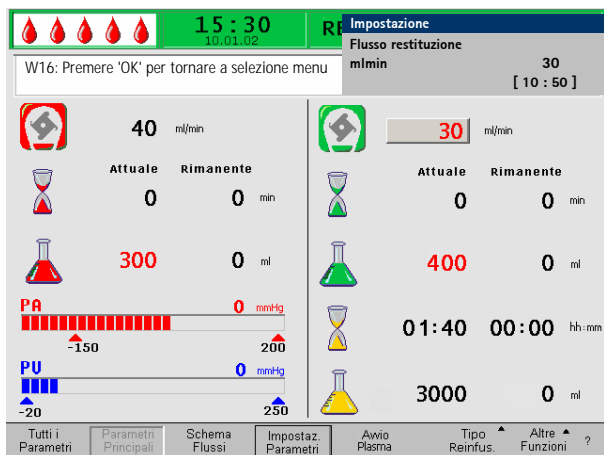 15:30
10.01.02
RE
Impostazione
Flusso restituzione
mlmin 30
[ 10 : 50 ]
W16: Premere 'OK' per tornare a selezione menu
40 ml/min
30 ml/min
Attuale Rimanente
0 0 min
Attuale Rimanente
0 0 min
300 0 ml
400 0 ml
PA 0 mmHg
-150 200
01:40 00:00 hh:mm
PV 0 mmHg
-20 250
3000 0 ml
Tutti i Parametri
Parametri Principali
Schema Flussi
Impostaz. Parametri
Avvio Plasma
Tipo Reinfus.
Altre Funzioni
?